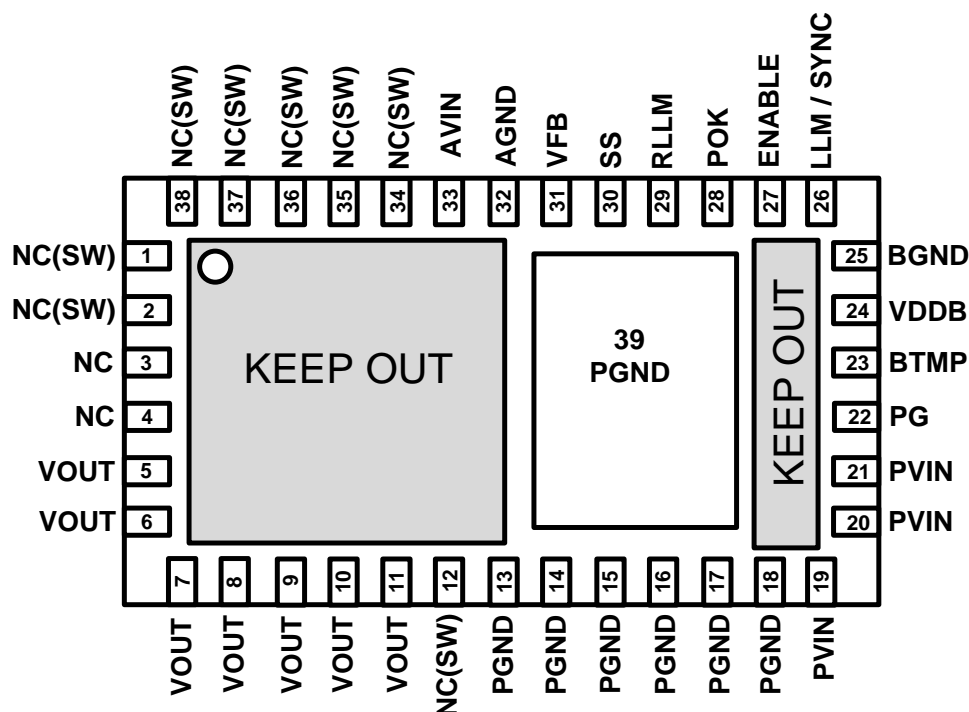 NC(SW) NC(SW) NC(SW) NC(SW) NC(SW) AVIN AGND VFB SS RLLM POK ENABLE LLM / SYNC
38 37 36 35 34 33 32 31 30 29 28 27 26
NC(SW) 1
NC(SW) 2
NC 3
NC 4
VOUT 5
VOUT 6
KEEP OUT
39
PGND
KEEP OUT
25 BGND
24 VDDB
23 BTMP
22 PG
21 PVIN
20 PVIN
7 8 9 10 11 12 13 14 15 16 17 18 19
VOUT VOUT VOUT VOUT VOUT NC(SW) PGND PGND PGND PGND PGND PGND PVIN